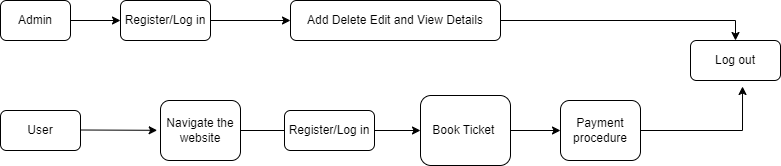 Admin
Register/Log in
Add Delete Edit and View Details
Log out
User
Navigate the
website
Register/Log in
Book Ticket
Payment
procedure